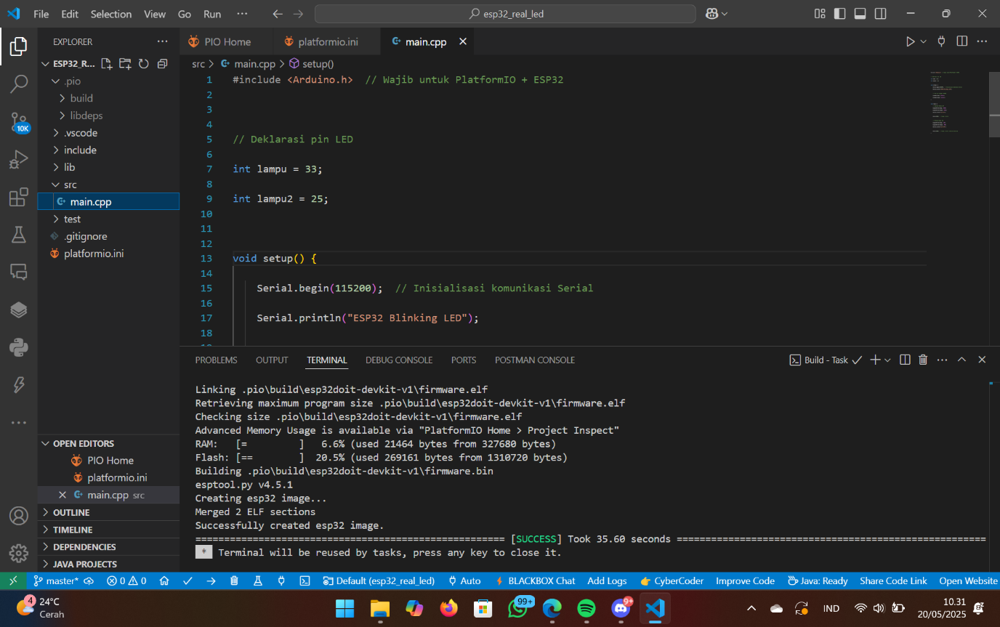 File Edit Selection View Go Run ··· esp32_real_led
EXPLORER ···
PIO Home platformio.ini main.cpp
ESP32_R...
src > main.cpp > setup()
.pio
build
libdeps
.vscode
include
lib
src
main.cpp
test
.gitignore
platformio.ini
10K
1 #include <Arduino.h> // Wajib untuk PlatformIO + ESP32
2
3
4
5 // Deklarasi pin LED
6
7 int lampu = 33;
8
9 int lampu2 = 25;
10
11
12
13 void setup() {
14
15 Serial.begin(115200); // Inisialisasi komunikasi Serial
16
17 Serial.println("ESP32 Blinking LED");
18
PROBLEMS OUTPUT TERMINAL DEBUG CONSOLE PORTS POSTMAN CONSOLE Build - Task
Linking .pio\build\esp32doit-devkit-v1\firmware.elf
Retrieving maximum program size .pio\build\esp32doit-devkit-v1\firmware.elf
Checking size .pio\build\esp32doit-devkit-v1\firmware.elf
Advanced Memory Usage is available via "PlatformIO Home > Project Inspect"
RAM: [= ] 6.6% (used 21464 bytes from 327680 bytes)
Flash: [== ] 20.5% (used 269161 bytes from 1310720 bytes)
Building .pio\build\esp32doit-devkit-v1\firmware.bin
esptool.py v4.5.1
Creating esp32 image...
Merged 2 ELF sections
Successfully created esp32 image.
====================================================== [SUCCESS] Took 35.60 seconds ======================================================
* Terminal will be reused by tasks, press any key to close it.
OPEN EDITORS
PIO Home
platformio.ini
main.cpp src
OUTLINE
TIMELINE
DEPENDENCIES
JAVA PROJECTS
master* 0 0 Default (esp32_real_led) Auto BLACKBOX Chat Add Logs CyberCoder Improve Code Java: Ready Share Code Link Open Website
4 24°C
Cerah
99+
9+
IND
10.31
20/05/2025